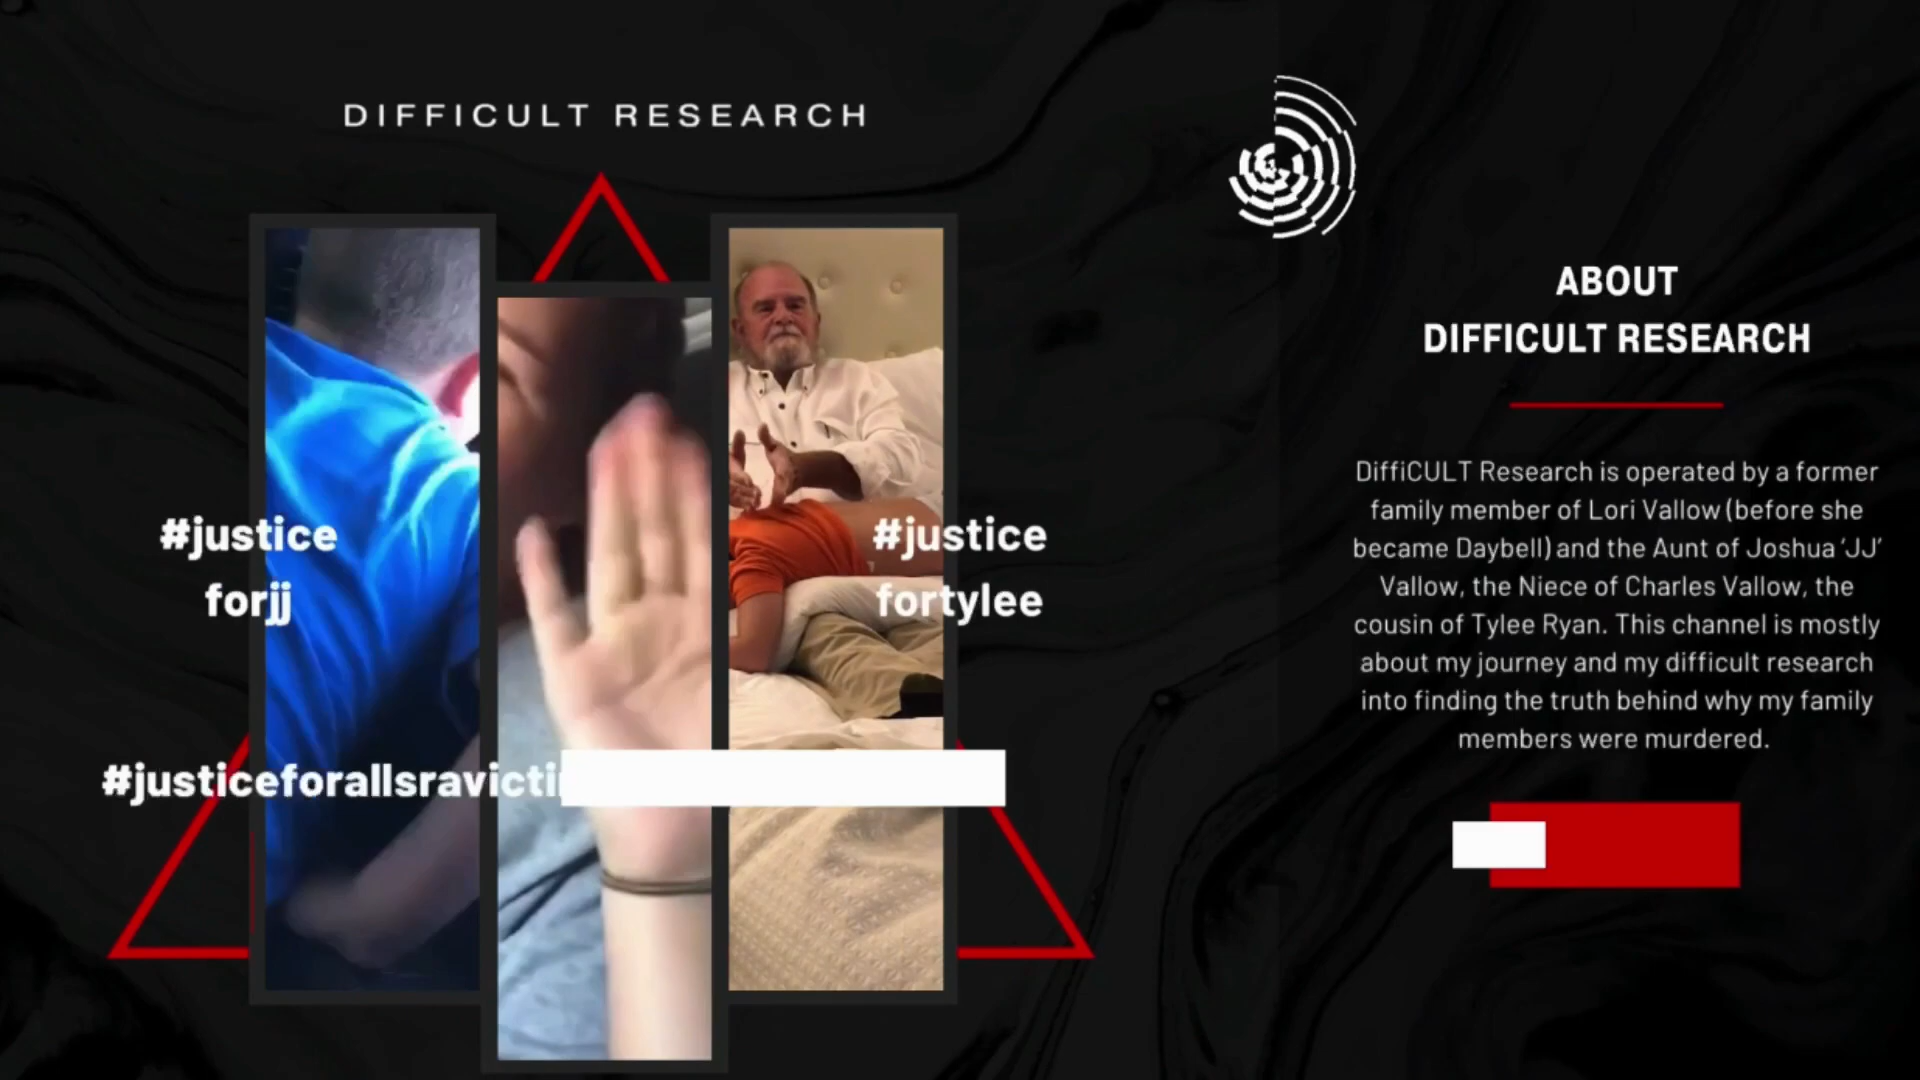 DIFFICULT RESEARCH
#justice
forjj
#justice
fortylee
#justiceforallsravicti
ABOUT
DIFFICULT RESEARCH
DiffiCULT Research is operated by a former
family member of Lori Vallow (before she
became Daybell) and the Aunt of Joshua ‘JJ’
Vallow, the Niece of Charles Vallow, the
cousin of Tylee Ryan. This channel is mostly
about my journey and my difficult research
into finding the truth behind why my family
members were murdered.